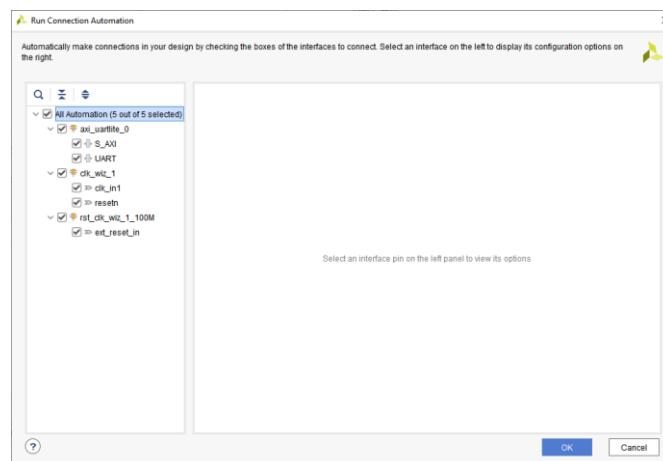 Run Connection Automation
Automatically make connections in your design by checking the boxes of the interfaces to connect. Select an interface on the left to display its configuration options on
the right.
All Automation (5 out of 5 selected)
axi_uartlite_0
S_AXI
UART
clk_wiz_1
clk_in1
resetn
rst_clk_wiz_1_100M
ext_reset_in
Select an interface pin on the left panel to view its options
?
OK
Cancel